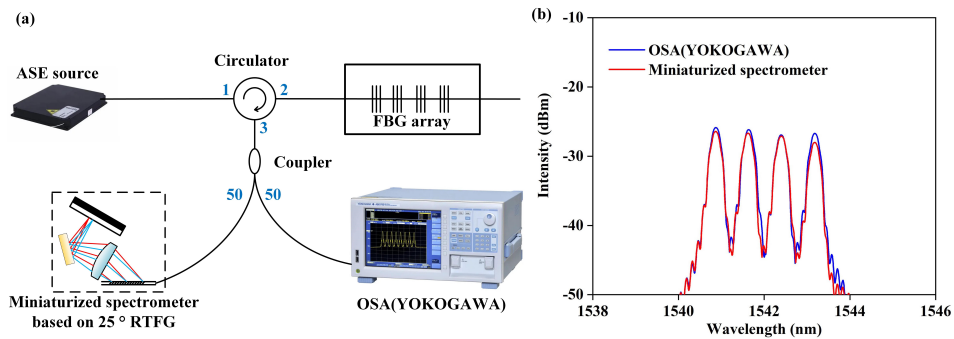 (a)
ASE source
Circulator
1
2
3
FBG array
Coupler
50
50
Miniaturized spectrometer
based on 25 ° RTFG
OSA(YOKOGAWA)
(b)
OSA(YOKOGAWA)
Miniaturized spectrometer
Intensity (dBm)
-10
-20
-30
-40
-50
1538
1540
1542
1544
1546
Wavelength (nm)